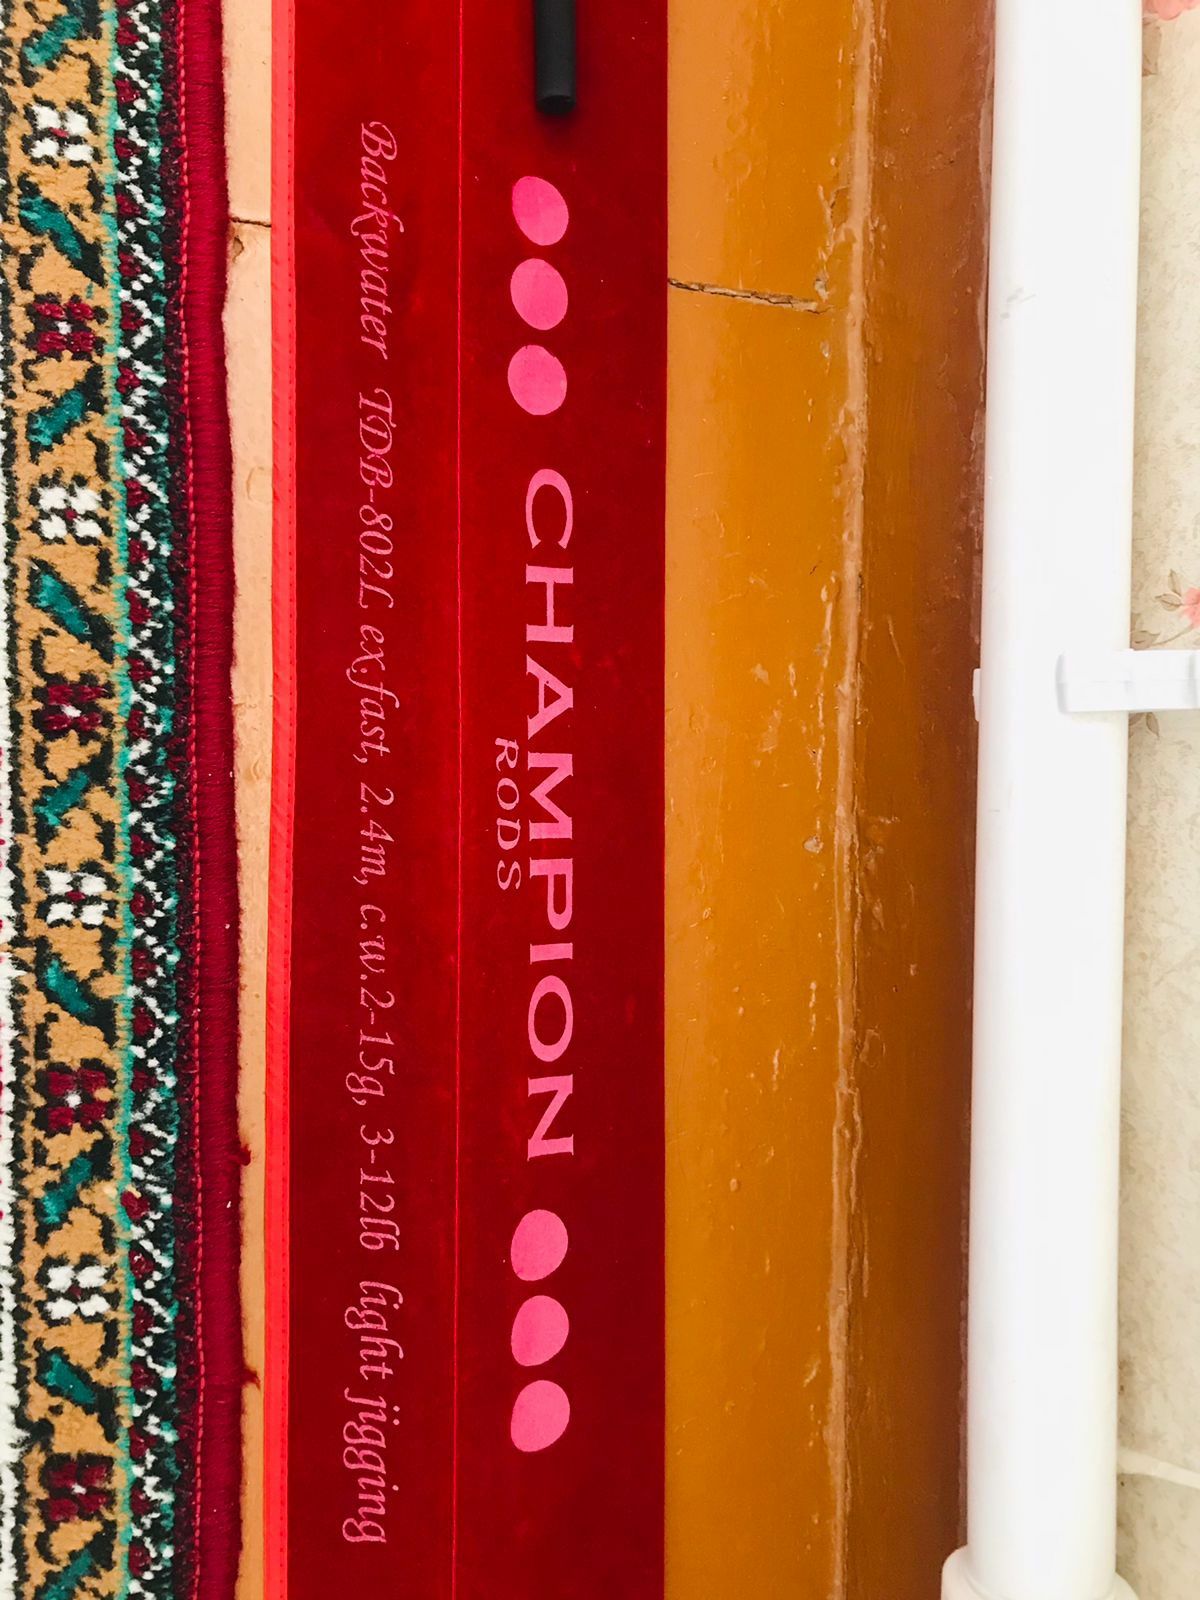 CHAMPION
RODS
Backwater TDB-802L ex.fast, 2.4m, c.w.2-15g, 3-12lb light jigging